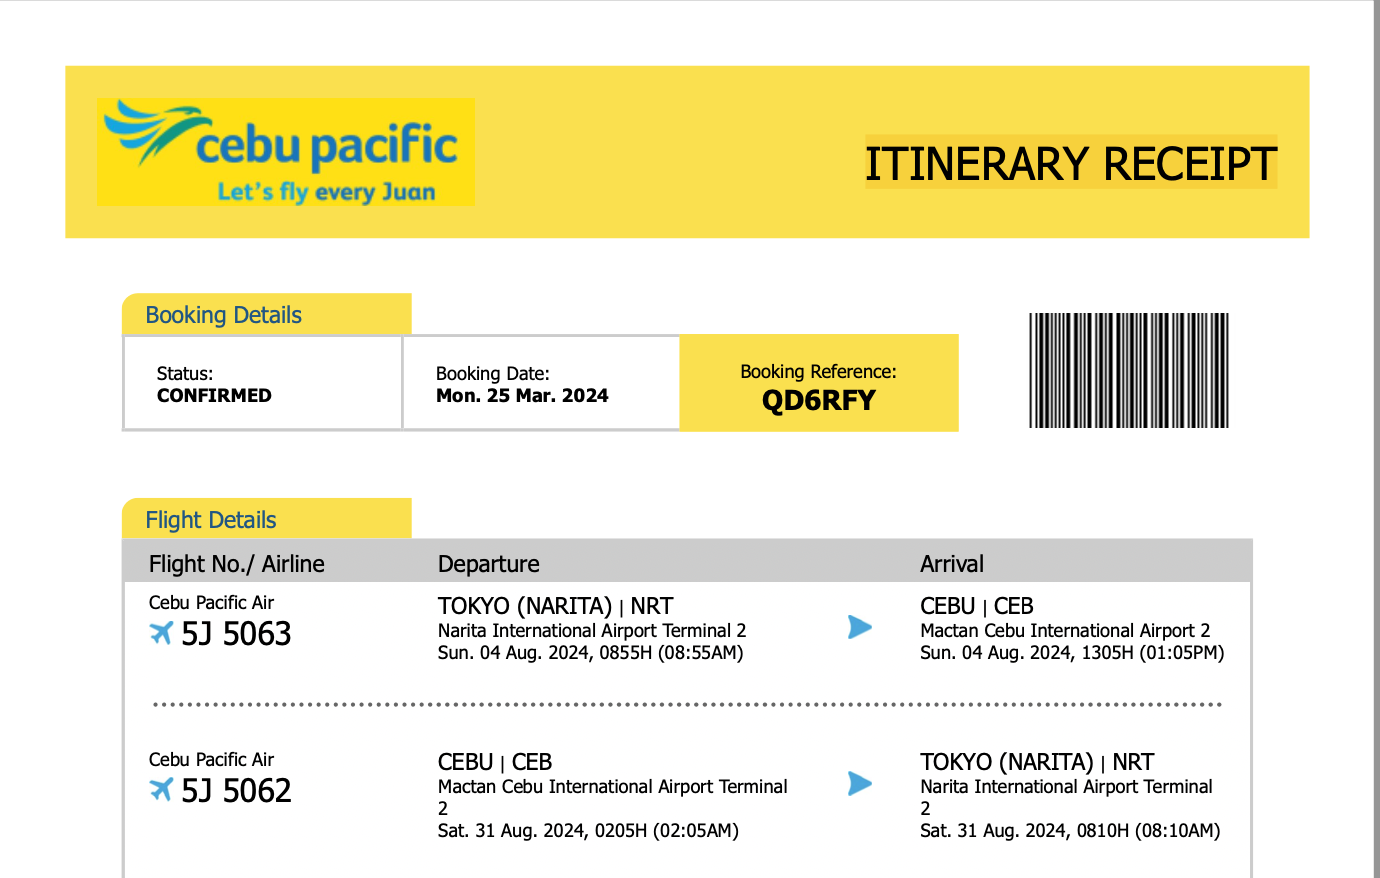 cebu pacific
Let's fly every Juan
ITINERARY RECEIPT
Booking Details
Status:
CONFIRMED
Booking Date:
Mon. 25 Mar. 2024
Booking Reference:
QD6RFY
Flight Details
Flight No./ Airline
Departure
Arrival
Cebu Pacific Air
5J 5063
TOKYO (NARITA) | NRT
Narita International Airport Terminal 2
Sun. 04 Aug. 2024, 0855H (08:55AM)
CEBU | CEB
Mactan Cebu International Airport 2
Sun. 04 Aug. 2024, 1305H (01:05PM)
Cebu Pacific Air
5J 5062
CEBU | CEB
Mactan Cebu International Airport Terminal
2
Sat. 31 Aug. 2024, 0205H (02:05AM)
TOKYO (NARITA) | NRT
Narita International Airport Terminal
2
Sat. 31 Aug. 2024, 0810H (08:10AM)